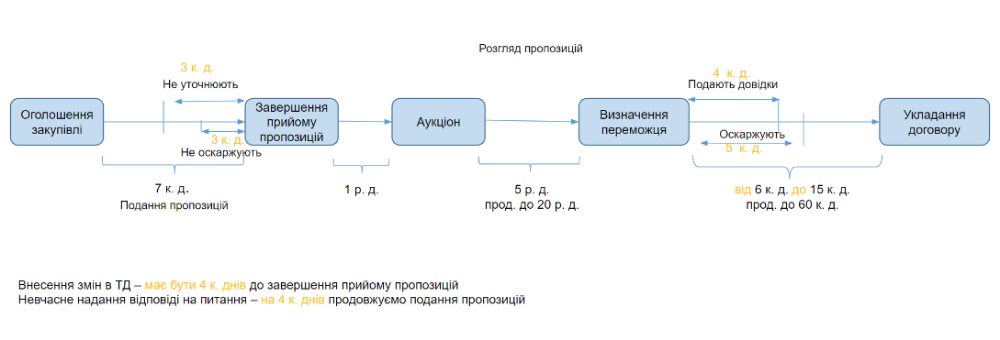 Розгляд пропозицій
3 к. д.
Не уточнюють
4 к. д.
Подають довідки
Оголошення
закупівлі
Завершення
прийому
пропозицій
Аукціон
Визначення
переможця
Укладання
договору
3 к. д.
Не оскаржують
Оскаржують
5 к. д.
7 к. д.
Подання пропозицій
1 р. д.
5 р. д.
прод. до 20 р. д.
від 6 к. д. до 15 к. д.
прод. до 60 к. д.
Внесення змін в ТД – має бути 4 к. днів до завершення прийому пропозицій
Невчасне надання відповіді на питання – на 4 к. днів продовжуємо подання пропозицій